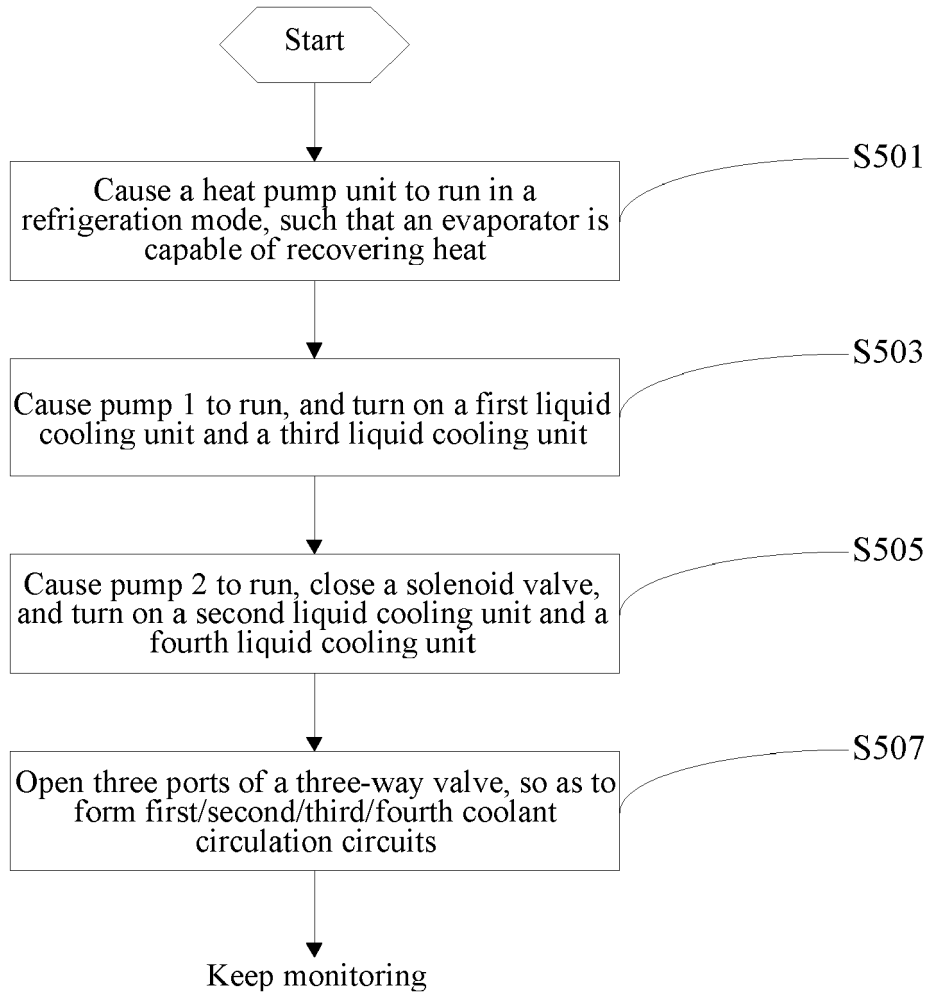 Start
S501
Cause a heat pump unit to run in a
refrigeration mode, such that an evaporator is
capable of recovering heat
S503
Cause pump 1 to run, and turn on a first liquid
cooling unit and a third liquid cooling unit
S505
Cause pump 2 to run, close a solenoid valve,
and turn on a second liquid cooling unit and a
fourth liquid cooling unit
S507
Open three ports of a three-way valve, so as to
form first/second/third/fourth coolant
circulation circuits
Keep monitoring